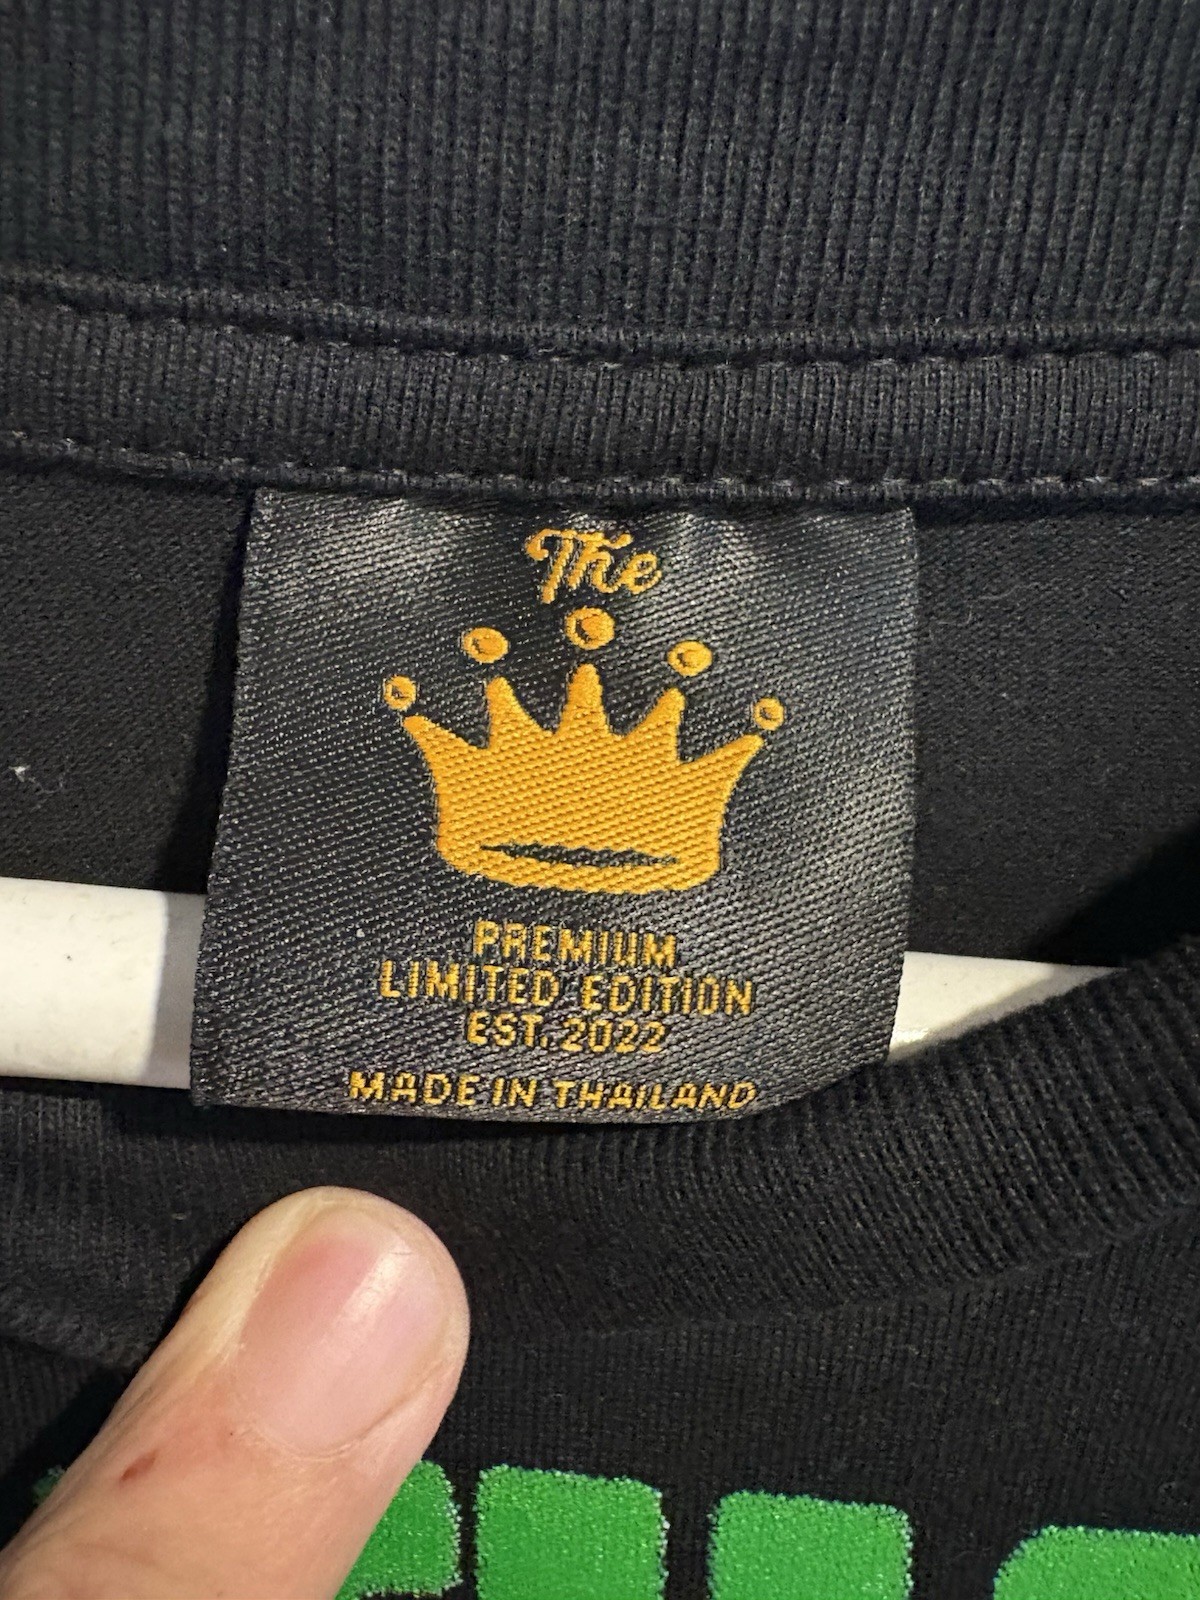 The
PREMIUM
LIMITED EDITION
EST. 2022
MADE IN THAILAND